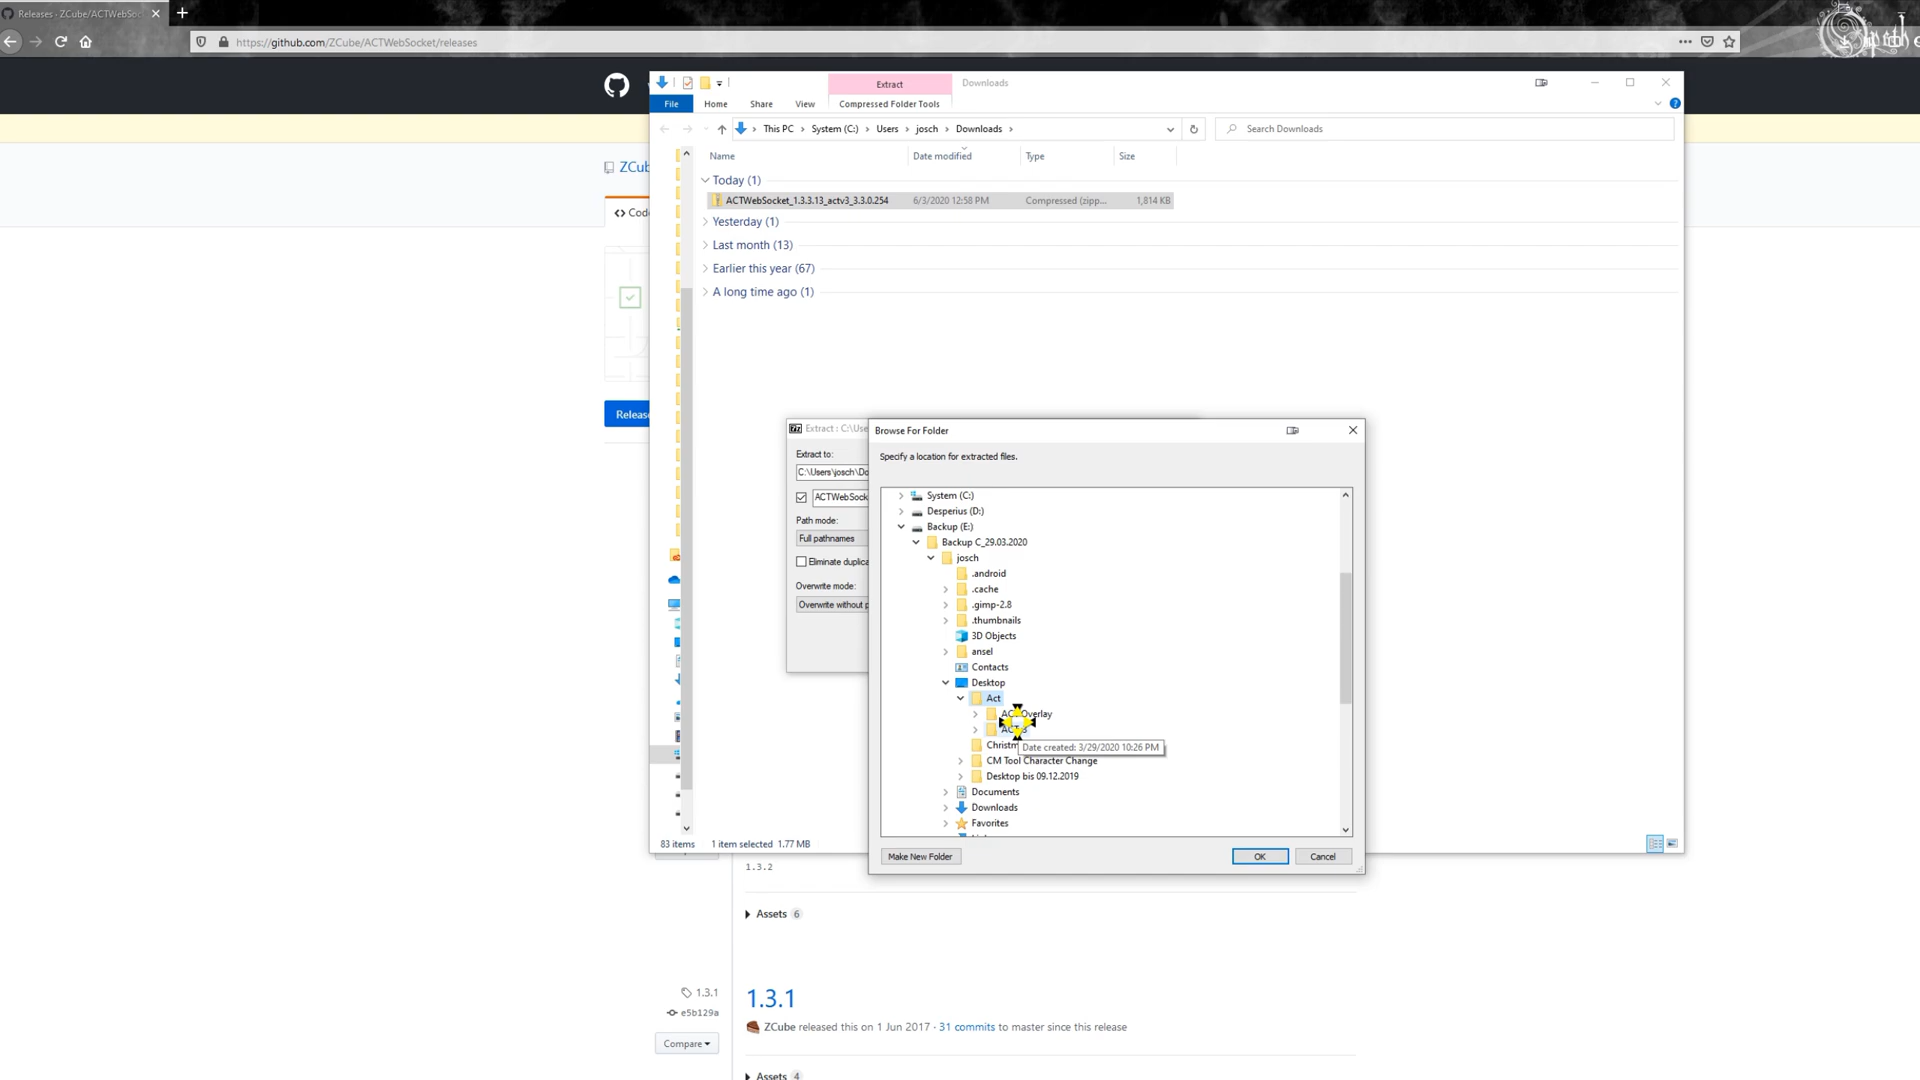 Releases · ZCube/ACTWebSoc
https://github.com/ZCube/ACTWebSocket/releases
Opeth
Extract
Downloads
File
Home
Share
View
Compressed Folder Tools
This PC
System (C:)
Users
josch
Downloads
Search Downloads
Name
Date modified
Type
Size
Today (1)
ACTWebSocket_1.3.3.13_actv3_3.3.0.254
6/3/2020 12:58 PM
Compressed (zipp...
1,814 KB
Yesterday (1)
Last month (13)
Earlier this year (67)
A long time ago (1)
ZCub
<> Cod
Release
Extract : C:\Use
Extract to:
C:\Users\josch\Do
ACTWebSock
Path mode:
Full pathnames
Eliminate duplica
Overwrite mode:
Overwrite without p
Browse For Folder
Specify a location for extracted files.
System (C:)
Desperius (D:)
Backup (E:)
Backup C_29.03.2020
josch
.android
.cache
.gimp-2.8
.thumbnails
3D Objects
ansel
Contacts
Desktop
Act
Overlay
Christm
Date created: 3/29/2020 10:26 PM
CM Tool Character Change
Desktop bis 09.12.2019
Documents
Downloads
Favorites
Make New Folder
OK
Cancel
83 items
1 item selected 1.77 MB
1.3.2
Assets 6
1.3.1
e5b129a
Compare
1.3.1
ZCube released this on 1 Jun 2017 · 31 commits to master since this release
Assets 4